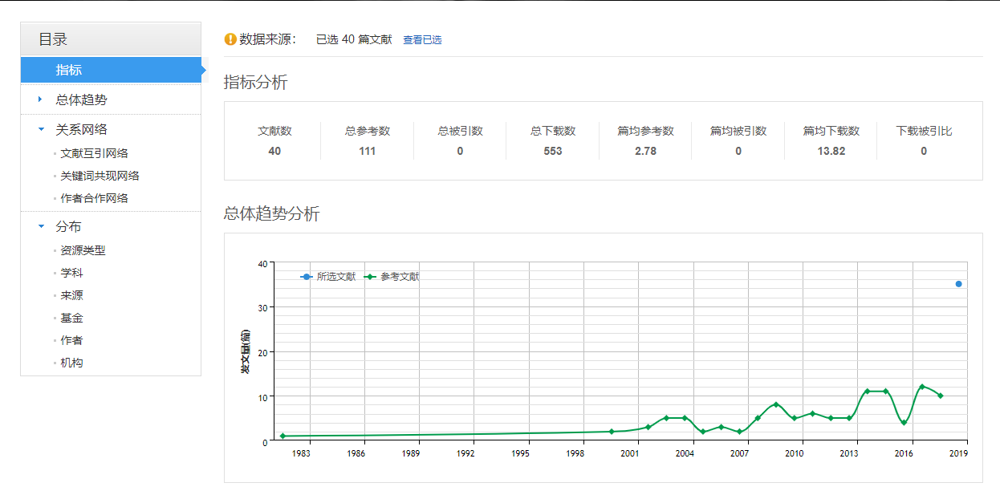 目录
指标
总体趋势
关系网络
文献互引网络
关键词共现网络
作者合作网络
分布
资源类型
学科
来源
基金
作者
机构
数据来源： 已选 40 篇文献 查看已选
指标分析
文献数 总参考数 总被引数 总下载数 篇均参考数 篇均被引数 篇均下载数 下载被引比
40 111 0 553 2.78 0 13.82 0
总体趋势分析
所选文献 参考文献
发文量(篇)
40
30
20
10
0
1983 1986 1989 1992 1995 1998 2001 2004 2007 2010 2013 2016 2019